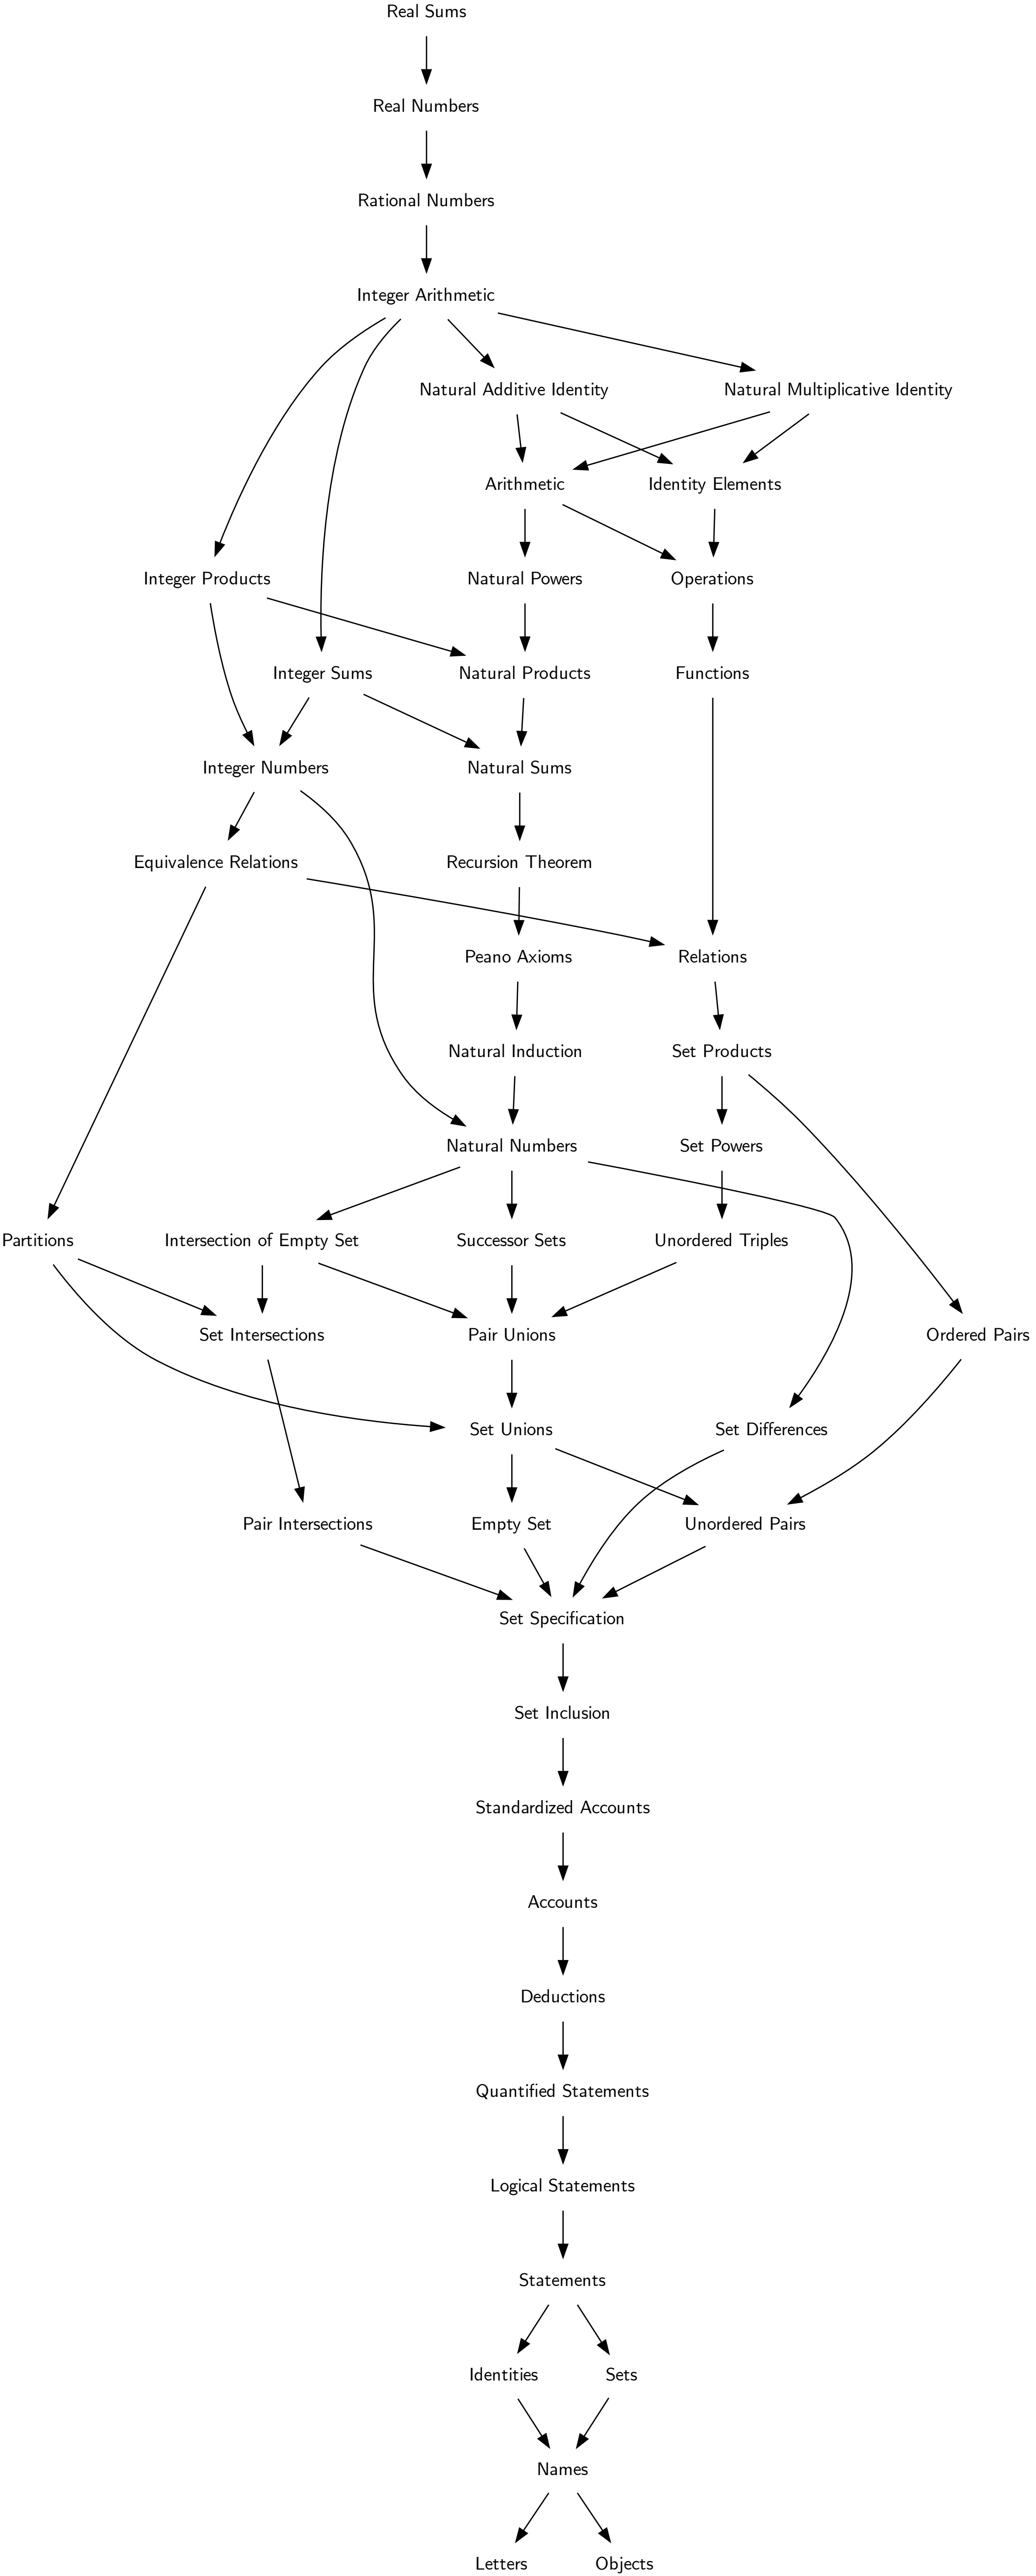 Real Sums
Real Numbers
Rational Numbers
Integer Arithmetic
Natural Additive Identity
Natural Multiplicative Identity
Arithmetic
Identity Elements
Integer Products
Natural Powers
Operations
Integer Sums
Natural Products
Functions
Integer Numbers
Natural Sums
Equivalence Relations
Recursion Theorem
Peano Axioms
Relations
Natural Induction
Set Products
Natural Numbers
Set Powers
Partitions
Intersection of Empty Set
Successor Sets
Unordered Triples
Set Intersections
Pair Unions
Ordered Pairs
Set Unions
Set Differences
Pair Intersections
Empty Set
Unordered Pairs
Set Specification
Set Inclusion
Standardized Accounts
Accounts
Deductions
Quantified Statements
Logical Statements
Statements
Identities
Sets
Names
Letters
Objects